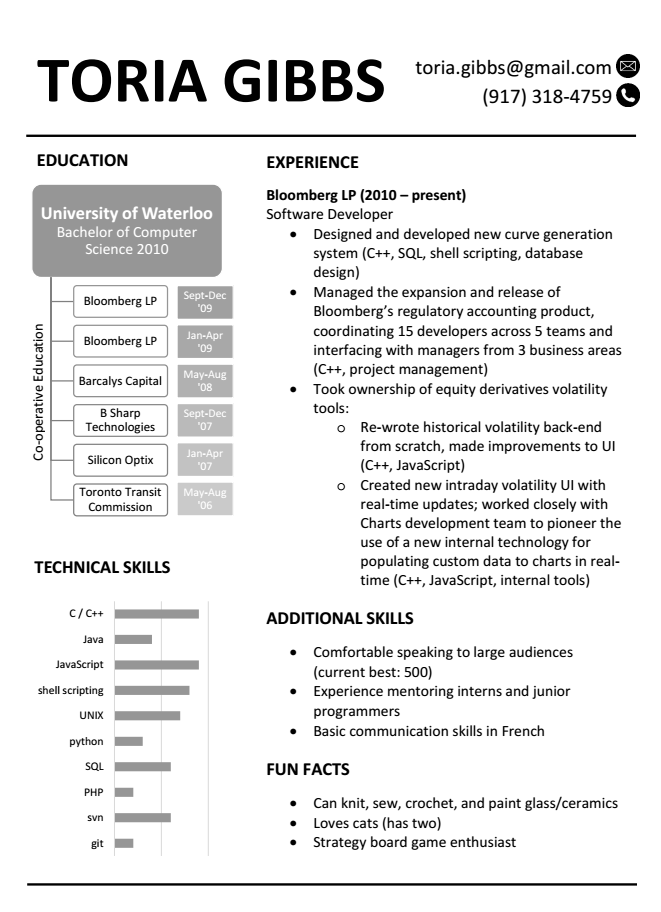 TORIA GIBBS
toria.gibbs@gmail.com
(917) 318-4759
EDUCATION
University of Waterloo
Bachelor of Computer
Science 2010
Co-operative Education
Bloomberg LP
Sept-Dec
'09
Bloomberg LP
Jan-Apr
'09
Barcalys Capital
May-Aug
'08
B Sharp
Technologies
Sept-Dec
'07
Silicon Optix
Jan-Apr
'07
Toronto Transit
Commission
May-Aug
'06
TECHNICAL SKILLS
C / C++
Java
JavaScript
shell scripting
UNIX
python
SQL
PHP
svn
git
EXPERIENCE
Bloomberg LP (2010 – present)
Software Developer
• Designed and developed new curve generation
system (C++, SQL, shell scripting, database
design)
• Managed the expansion and release of
Bloomberg's regulatory accounting product,
coordinating 15 developers across 5 teams and
interfacing with managers from 3 business areas
(C++, project management)
• Took ownership of equity derivatives volatility
tools:
o Re-wrote historical volatility back-end
from scratch, made improvements to UI
(C++, JavaScript)
o Created new intraday volatility UI with
real-time updates; worked closely with
Charts development team to pioneer the
use of a new internal technology for
populating custom data to charts in real-
time (C++, JavaScript, internal tools)
ADDITIONAL SKILLS
• Comfortable speaking to large audiences
(current best: 500)
• Experience mentoring interns and junior
programmers
• Basic communication skills in French
FUN FACTS
• Can knit, sew, crochet, and paint glass/ceramics
• Loves cats (has two)
• Strategy board game enthusiast